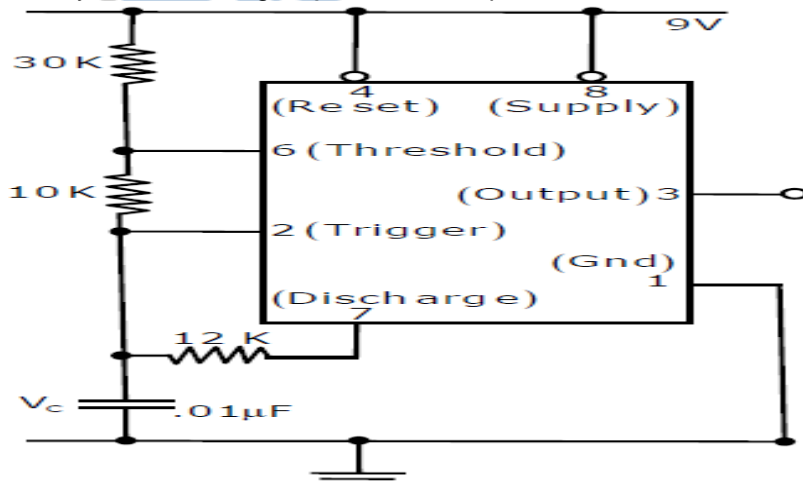 9V
30K
4
8
(Reset)
(Supply)
6 (Threshold)
10K
(Output) 3
2 (Trigger)
(Gnd)
1
(Discharge)
7
12 K
Vc
.01µF